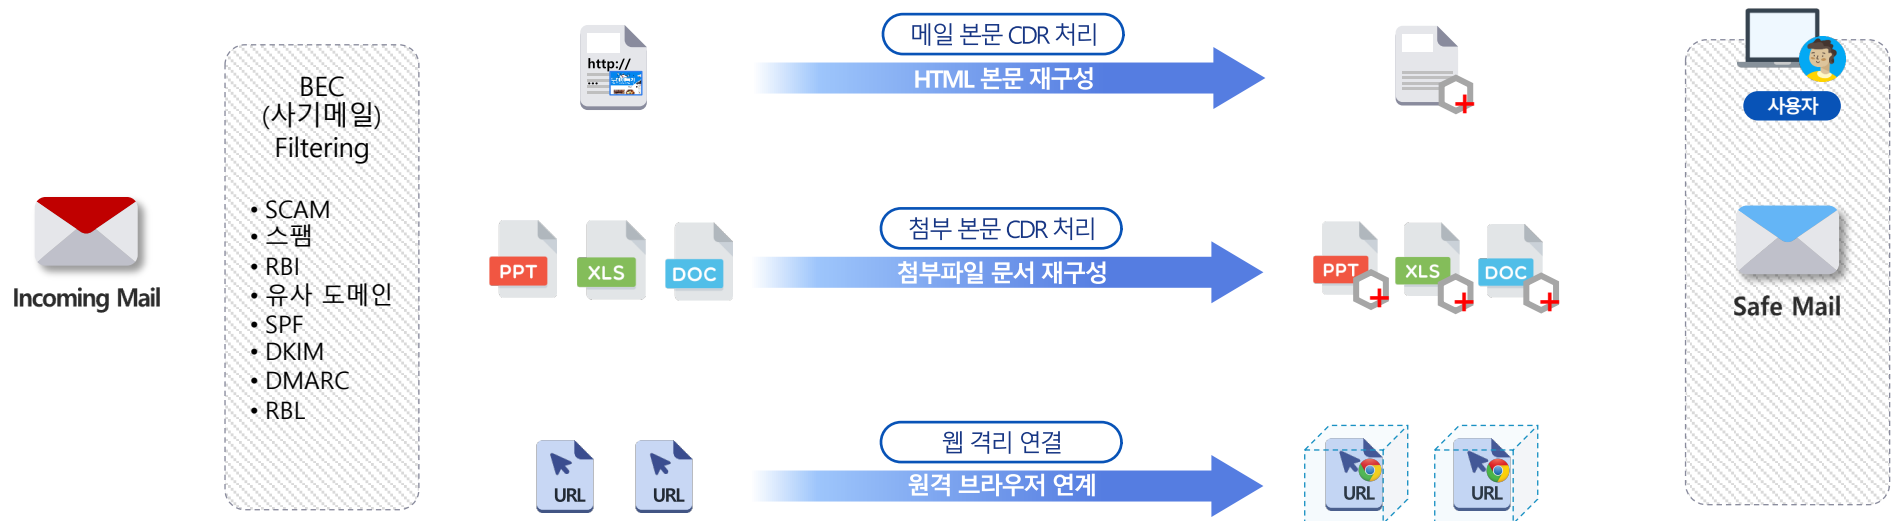 Incoming Mail
BEC
(사기메일)
Filtering
• SCAM
• 스팸
• RBI
• 유사 도메인
• SPF
• DKIM
• DMARC
• RBL
http://
...
메일 본문 CDR 처리
HTML 본문 재구성
PPT
XLS
DOC
첨부 본문 CDR 처리
첨부파일 문서 재구성
PPT
XLS
DOC
URL
URL
웹 격리 연결
원격 브라우저 연계
URL
URL
사용자
Safe Mail